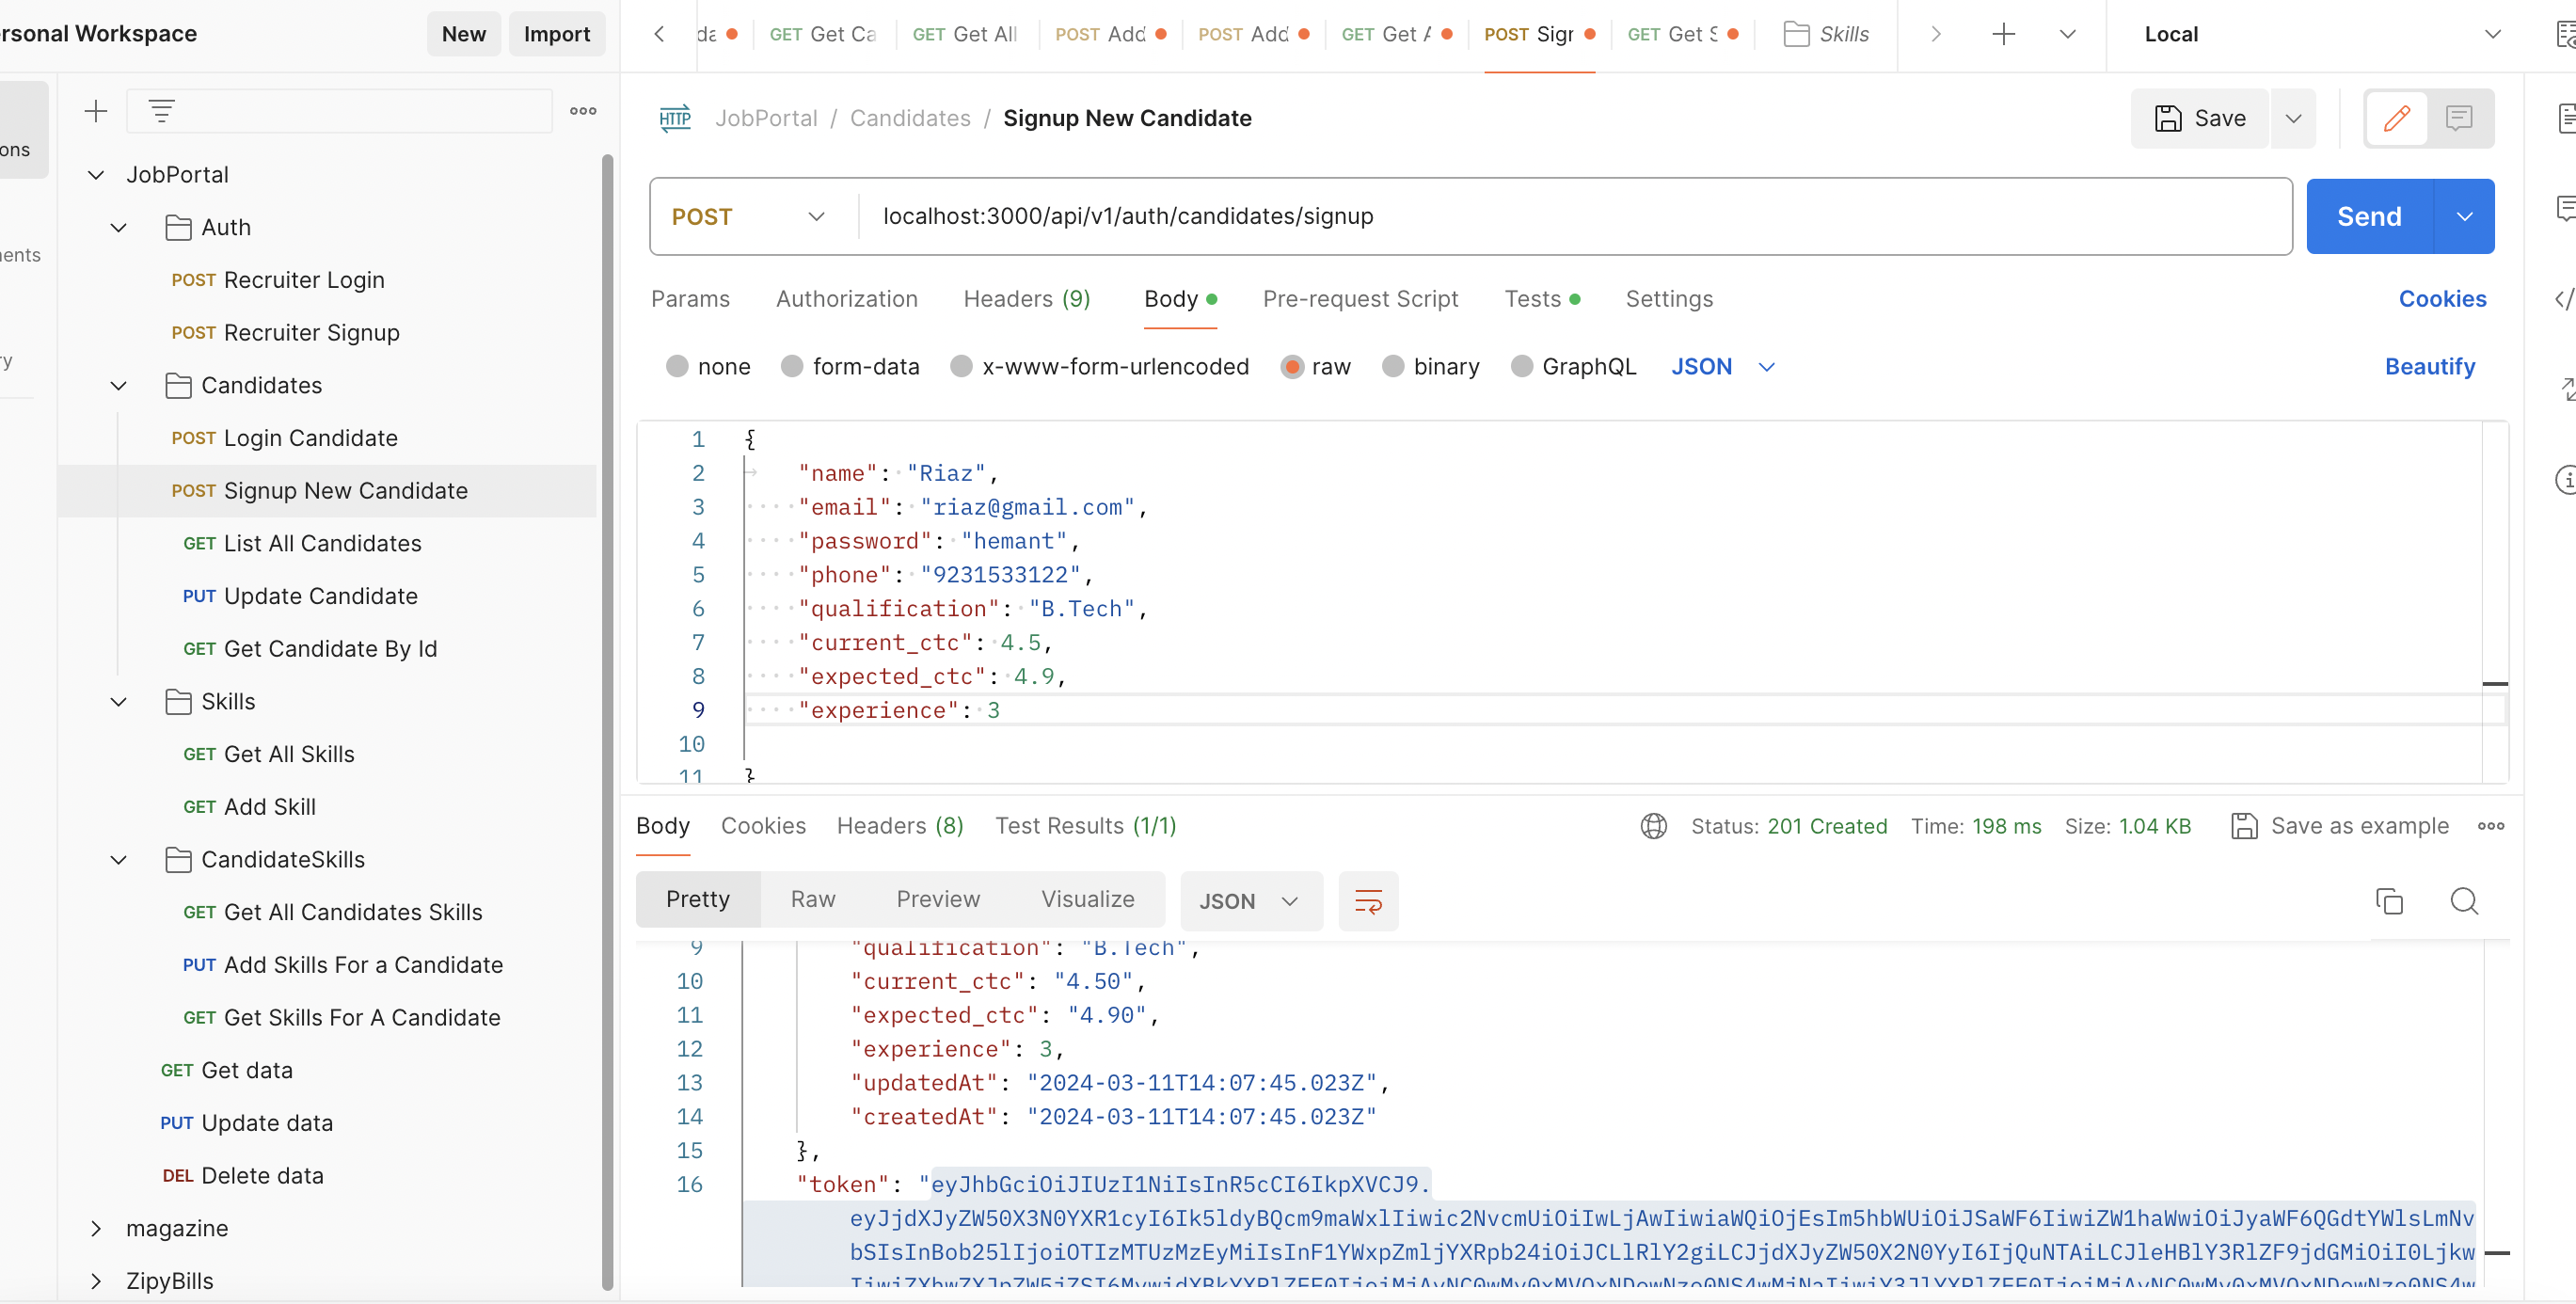 rsonal Workspace
New
Import
da
GET Get Ca
GET Get All
POST Add
POST Add
GET Get A
POST Sign
GET Get S
Skills
Local
ons
ents
ry
JobPortal
Auth
POST Recruiter Login
POST Recruiter Signup
Candidates
POST Login Candidate
POST Signup New Candidate
GET List All Candidates
PUT Update Candidate
GET Get Candidate By Id
Skills
GET Get All Skills
GET Add Skill
CandidateSkills
GET Get All Candidates Skills
PUT Add Skills For a Candidate
GET Get Skills For A Candidate
GET Get data
PUT Update data
DEL Delete data
magazine
ZipyBills
HTTP JobPortal / Candidates / Signup New Candidate
Save
POST localhost:3000/api/v1/auth/candidates/signup
Send
Params Authorization Headers (9) Body Pre-request Script Tests Settings
Cookies
none form-data x-www-form-urlencoded raw binary GraphQL JSON
Beautify
1 {
2 "name": "Riaz",
3 "email": "riaz@gmail.com",
4 "password": "hemant",
5 "phone": "9231533122",
6 "qualification": "B.Tech",
7 "current_ctc": 4.5,
8 "expected_ctc": 4.9,
9 "experience": 3
10
11 }
Body Cookies Headers (8) Test Results (1/1)
Status: 201 Created Time: 198 ms Size: 1.04 KB
Save as example
Pretty Raw Preview Visualize JSON
9 "qualification": "B.Tech",
10 "current_ctc": "4.50",
11 "expected_ctc": "4.90",
12 "experience": 3,
13 "updatedAt": "2024-03-11T14:07:45.023Z",
14 "createdAt": "2024-03-11T14:07:45.023Z"
15 },
16 "token": "eyJhbGciOiJIUzI1NiIsInR5cCI6IkpXVCJ9.
eyJjdXJyZW50X3N0YXR1cyI6Ik5ldyBQcm9maWxlIiwic2NvcmUiOiIwLjAwIiwiaWQiOjEsIm5hbWUiOiJSaWF6IiwiZW1haWwiOiJyaWF6QGdtYWlsLmNv
bSIsInBob25lIjoiOTIzMTUzMzEyMiIsInF1YWxpZmljYXRpb24iOiJCLlRlY2giLCJjdXJyZW50X2N0YyI6IjQuNTAiLCJleHBlY3RlZF9jdGMiOiI0Ljkw